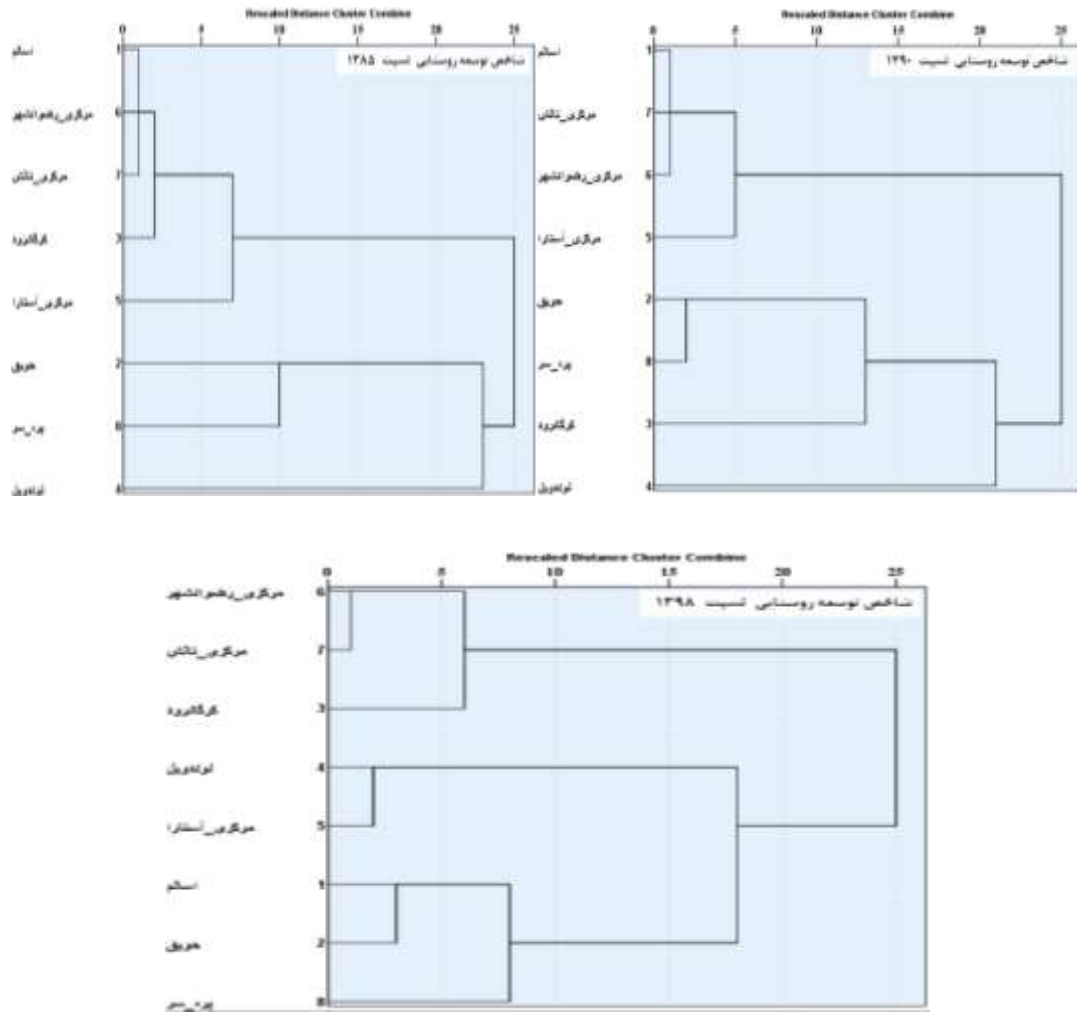 Rescaled Distance Cluster Combine
0 5 10 15 20 25
شاخص توسعه روستایی نسبت ۱۳۸۵
اسالم 1
مرکزی_رضوانشهر 6
مرکزی_تالش 7
کرگانرود 3
مرکزی_آستارا 5
حویق 2
پره_سر 8
لوندویل 4
Rescaled Distance Cluster Combine
0 5 10 15 20 25
شاخص توسعه روستایی نسبت ۱۳۹۰
اسالم 1
مرکزی_تالش 7
مرکزی_رضوانشهر 6
مرکزی_آستارا 5
حویق 2
پره_سر 8
کرگانرود 3
لوندویل 4
Rescaled Distance Cluster Combine
0 5 10 15 20 25
شاخص توسعه روستایی نسبت ۱۳۹۸
مرکزی_رضوانشهر 6
مرکزی_تالش 7
کرگانرود 3
لوندویل 4
مرکزی_آستارا 5
اسالم 1
حویق 2
پره_سر 8